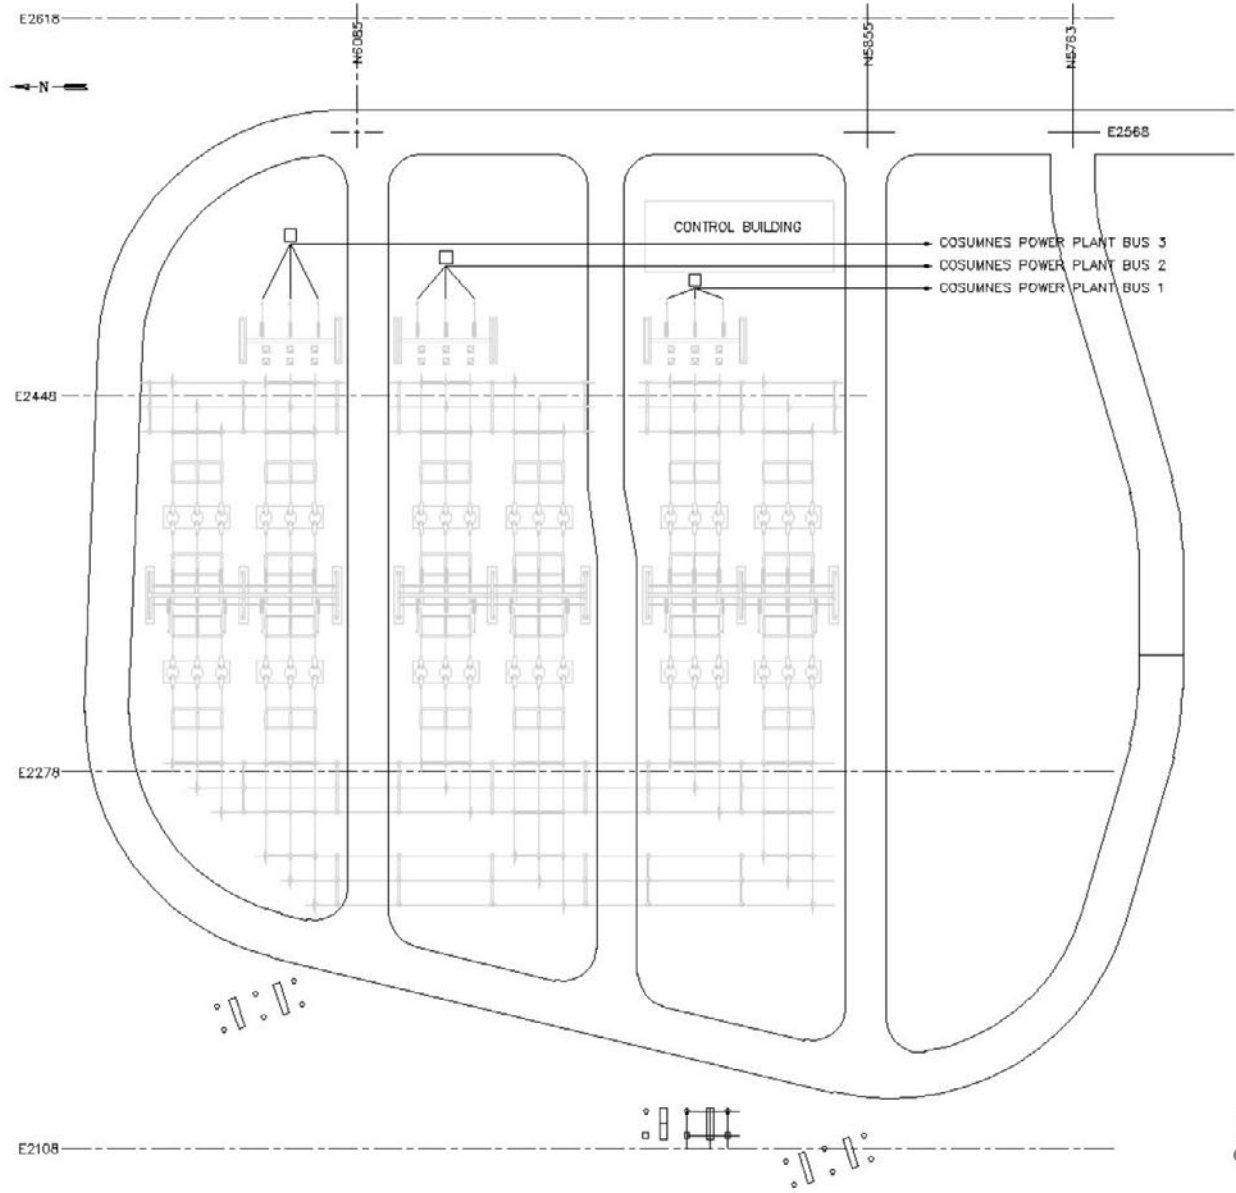 E2618
N6085
N5855
N5763
N
E2568
CONTROL BUILDING
COSUMNES POWER PLANT BUS 3
COSUMNES POWER PLANT BUS 2
COSUMNES POWER PLANT BUS 1
E2448
E2278
E2108